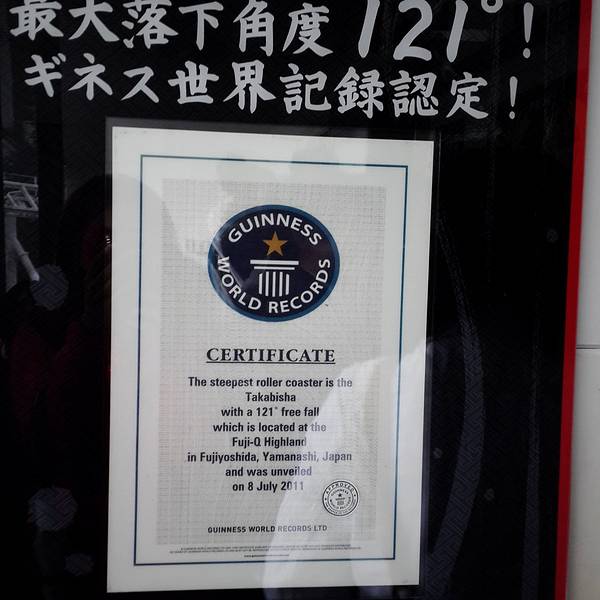 最大落下角度121°!
ギネス世界記録認定!
GUINNESS
WORLD RECORDS
CERTIFICATE
The steepest roller coaster is the
Takabisha
with a 121° free fall
which is located at the
Fuji-Q Highland
in Fujiyoshida, Yamanashi, Japan
and was unveiled
on 8 July 2011
APPROVED
GUINNESS WORLD RECORDS LTD